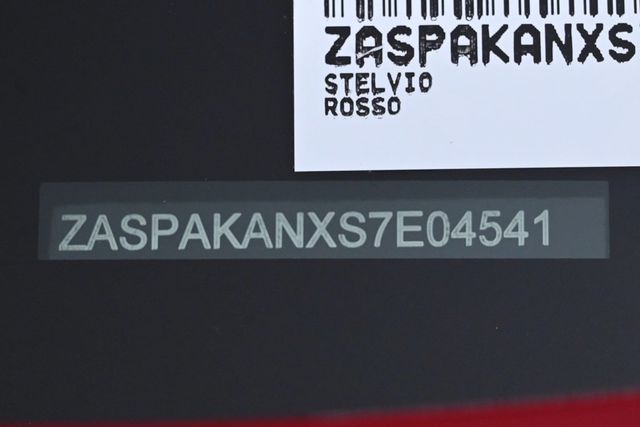 ZASPAKANXS
STELVIO
ROSSO
ZASPAKANXS7E04541